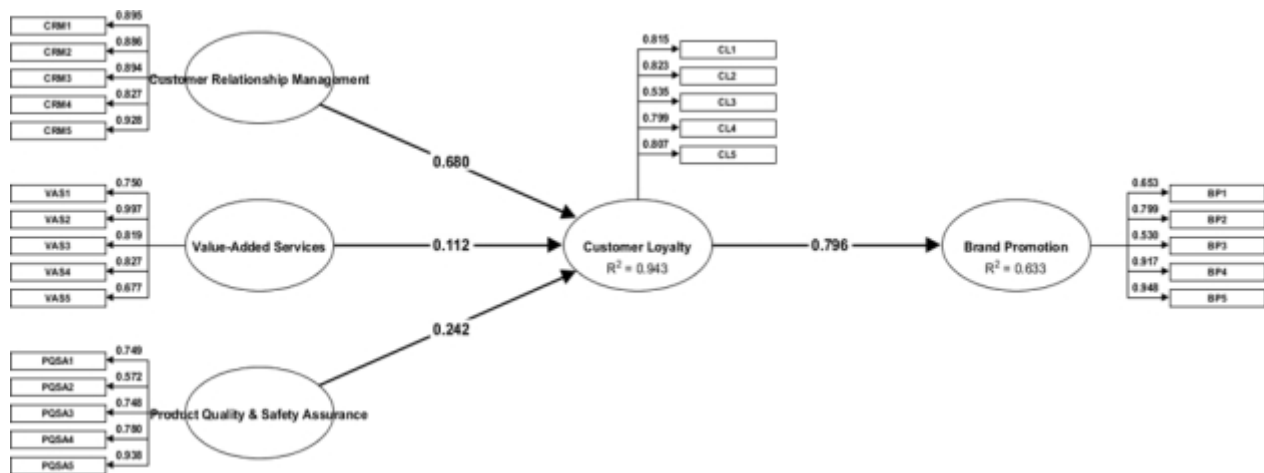 0.895
CRM1
0.886
CRM2
0.894
CRM3
0.827
CRM4
0.928
CRM5
Customer Relationship Management
0.680
0.750
VAS1
0.997
VAS2
0.819
VAS3
0.827
VAS4
0.677
VAS5
Value-Added Services
0.112
0.749
PQSA1
0.572
PQSA2
0.748
PQSA3
0.780
PQSA4
0.938
PQSA5
Product Quality & Safety Assurance
0.242
0.815
CL1
0.823
CL2
0.535
CL3
0.799
CL4
0.807
CL5
Customer Loyalty
R² = 0.943
0.796
Brand Promotion
R² = 0.633
0.653
BP1
0.799
BP2
0.530
BP3
0.917
BP4
0.948
BP5